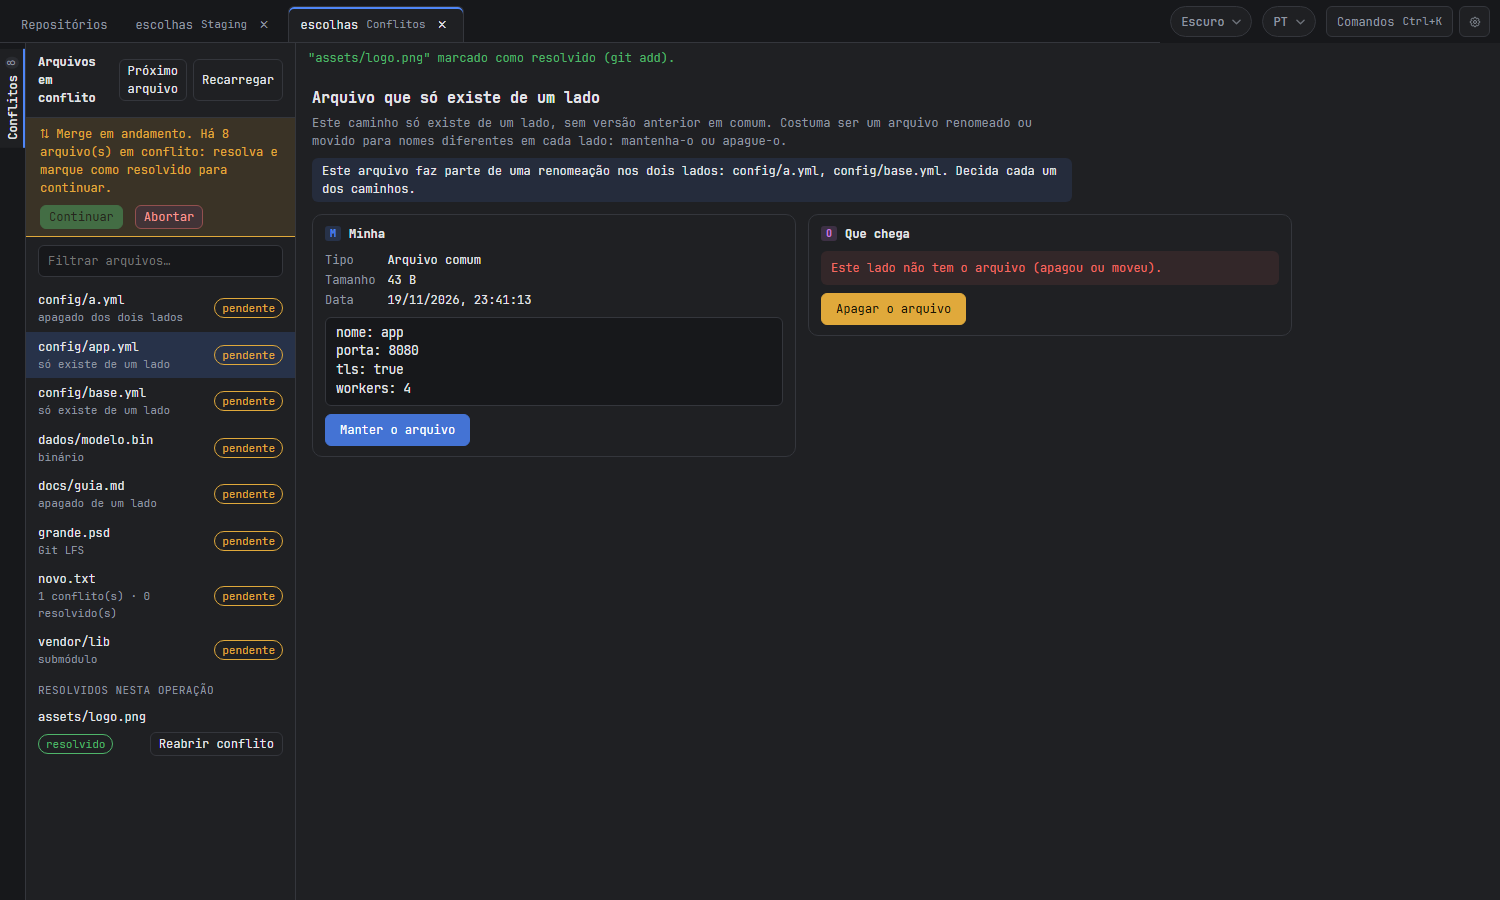 Repositórios
escolhas Staging ×
escolhas Conflitos ×
Escuro
PT
Comandos Ctrl+K
Conflitos 8
Arquivos em conflito
Próximo arquivo
Recarregar
⇅ Merge em andamento. Há 8
arquivo(s) em conflito: resolva e
marque como resolvido para
continuar.
Continuar
Abortar
Filtrar arquivos…
config/a.yml
apagado dos dois lados
pendente
config/app.yml
só existe de um lado
pendente
config/base.yml
só existe de um lado
pendente
dados/modelo.bin
binário
pendente
docs/guia.md
apagado de um lado
pendente
grande.psd
Git LFS
pendente
novo.txt
1 conflito(s) · 0
resolvido(s)
pendente
vendor/lib
submódulo
pendente
RESOLVIDOS NESTA OPERAÇÃO
assets/logo.png
resolvido
Reabrir conflito
"assets/logo.png" marcado como resolvido (git add).
Arquivo que só existe de um lado
Este caminho só existe de um lado, sem versão anterior em comum. Costuma ser um arquivo renomeado ou
movido para nomes diferentes em cada lado: mantenha-o ou apague-o.
Este arquivo faz parte de uma renomeação nos dois lados: config/a.yml, config/base.yml. Decida cada um
dos caminhos.
M Minha
Tipo Arquivo comum
Tamanho 43 B
Data 19/11/2026, 23:41:13
nome: app
porta: 8080
tls: true
workers: 4
Manter o arquivo
O Que chega
Este lado não tem o arquivo (apagou ou moveu).
Apagar o arquivo